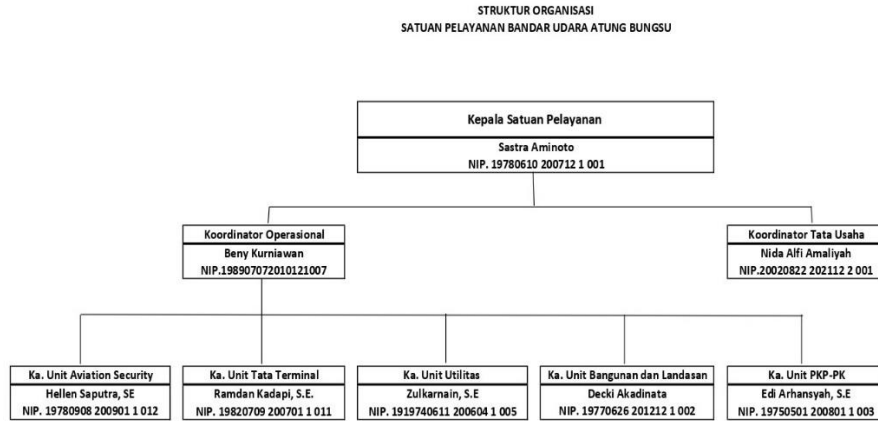 STRUKTUR ORGANISASI
SATUAN PELAYANAN BANDAR UDARA ATUNG BUNGSU
Kepala Satuan Pelayanan
Sastra Aminoto
NIP. 19780610 200712 1 001
Koordinator Operasional
Beny Kurniawan
NIP.198907072010121007
Koordinator Tata Usaha
Nida Alfi Amaliyah
NIP.20020822 202112 2 001
Ka. Unit Aviation Security
Hellen Saputra, SE
NIP. 19780908 200901 1 012
Ka. Unit Tata Terminal
Ramdan Kadapi, S.E.
NIP. 19820709 200701 1 011
Ka. Unit Utilitas
Zulkarnain, S.E
NIP. 1919740611 200604 1 005
Ka. Unit Bangunan dan Landasan
Decki Akadinata
NIP. 19770626 201212 1 002
Ka. Unit PKP-PK
Edi Arhansyah, S.E
NIP. 19750501 200801 1 003